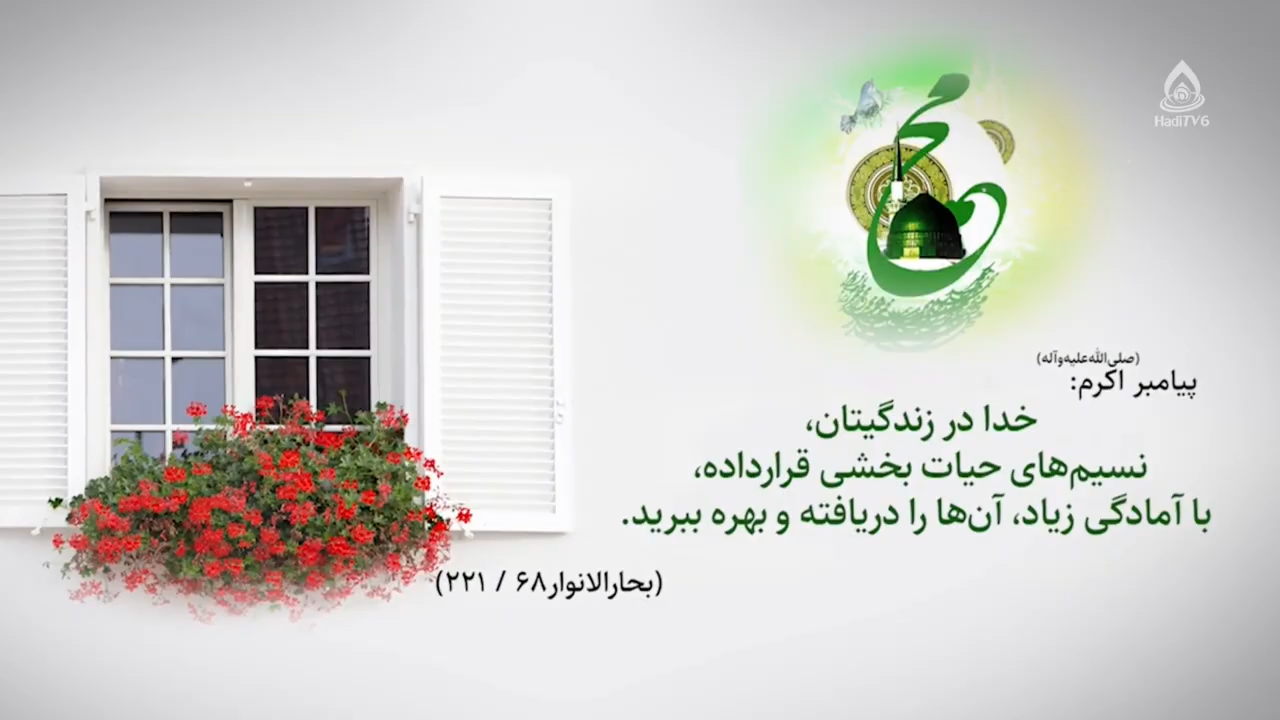 محمد
HadiTV6
(صلی‌الله‌علیه‌وآله)
پیامبر اکرم:
خدا در زندگیتان،
نسیم‌های حیات بخشی قرارداده،
با آمادگی زیاد، آن‌ها را دریافته و بهره ببرید.
(بحارالانوار۶۸ / ۲۲۱)